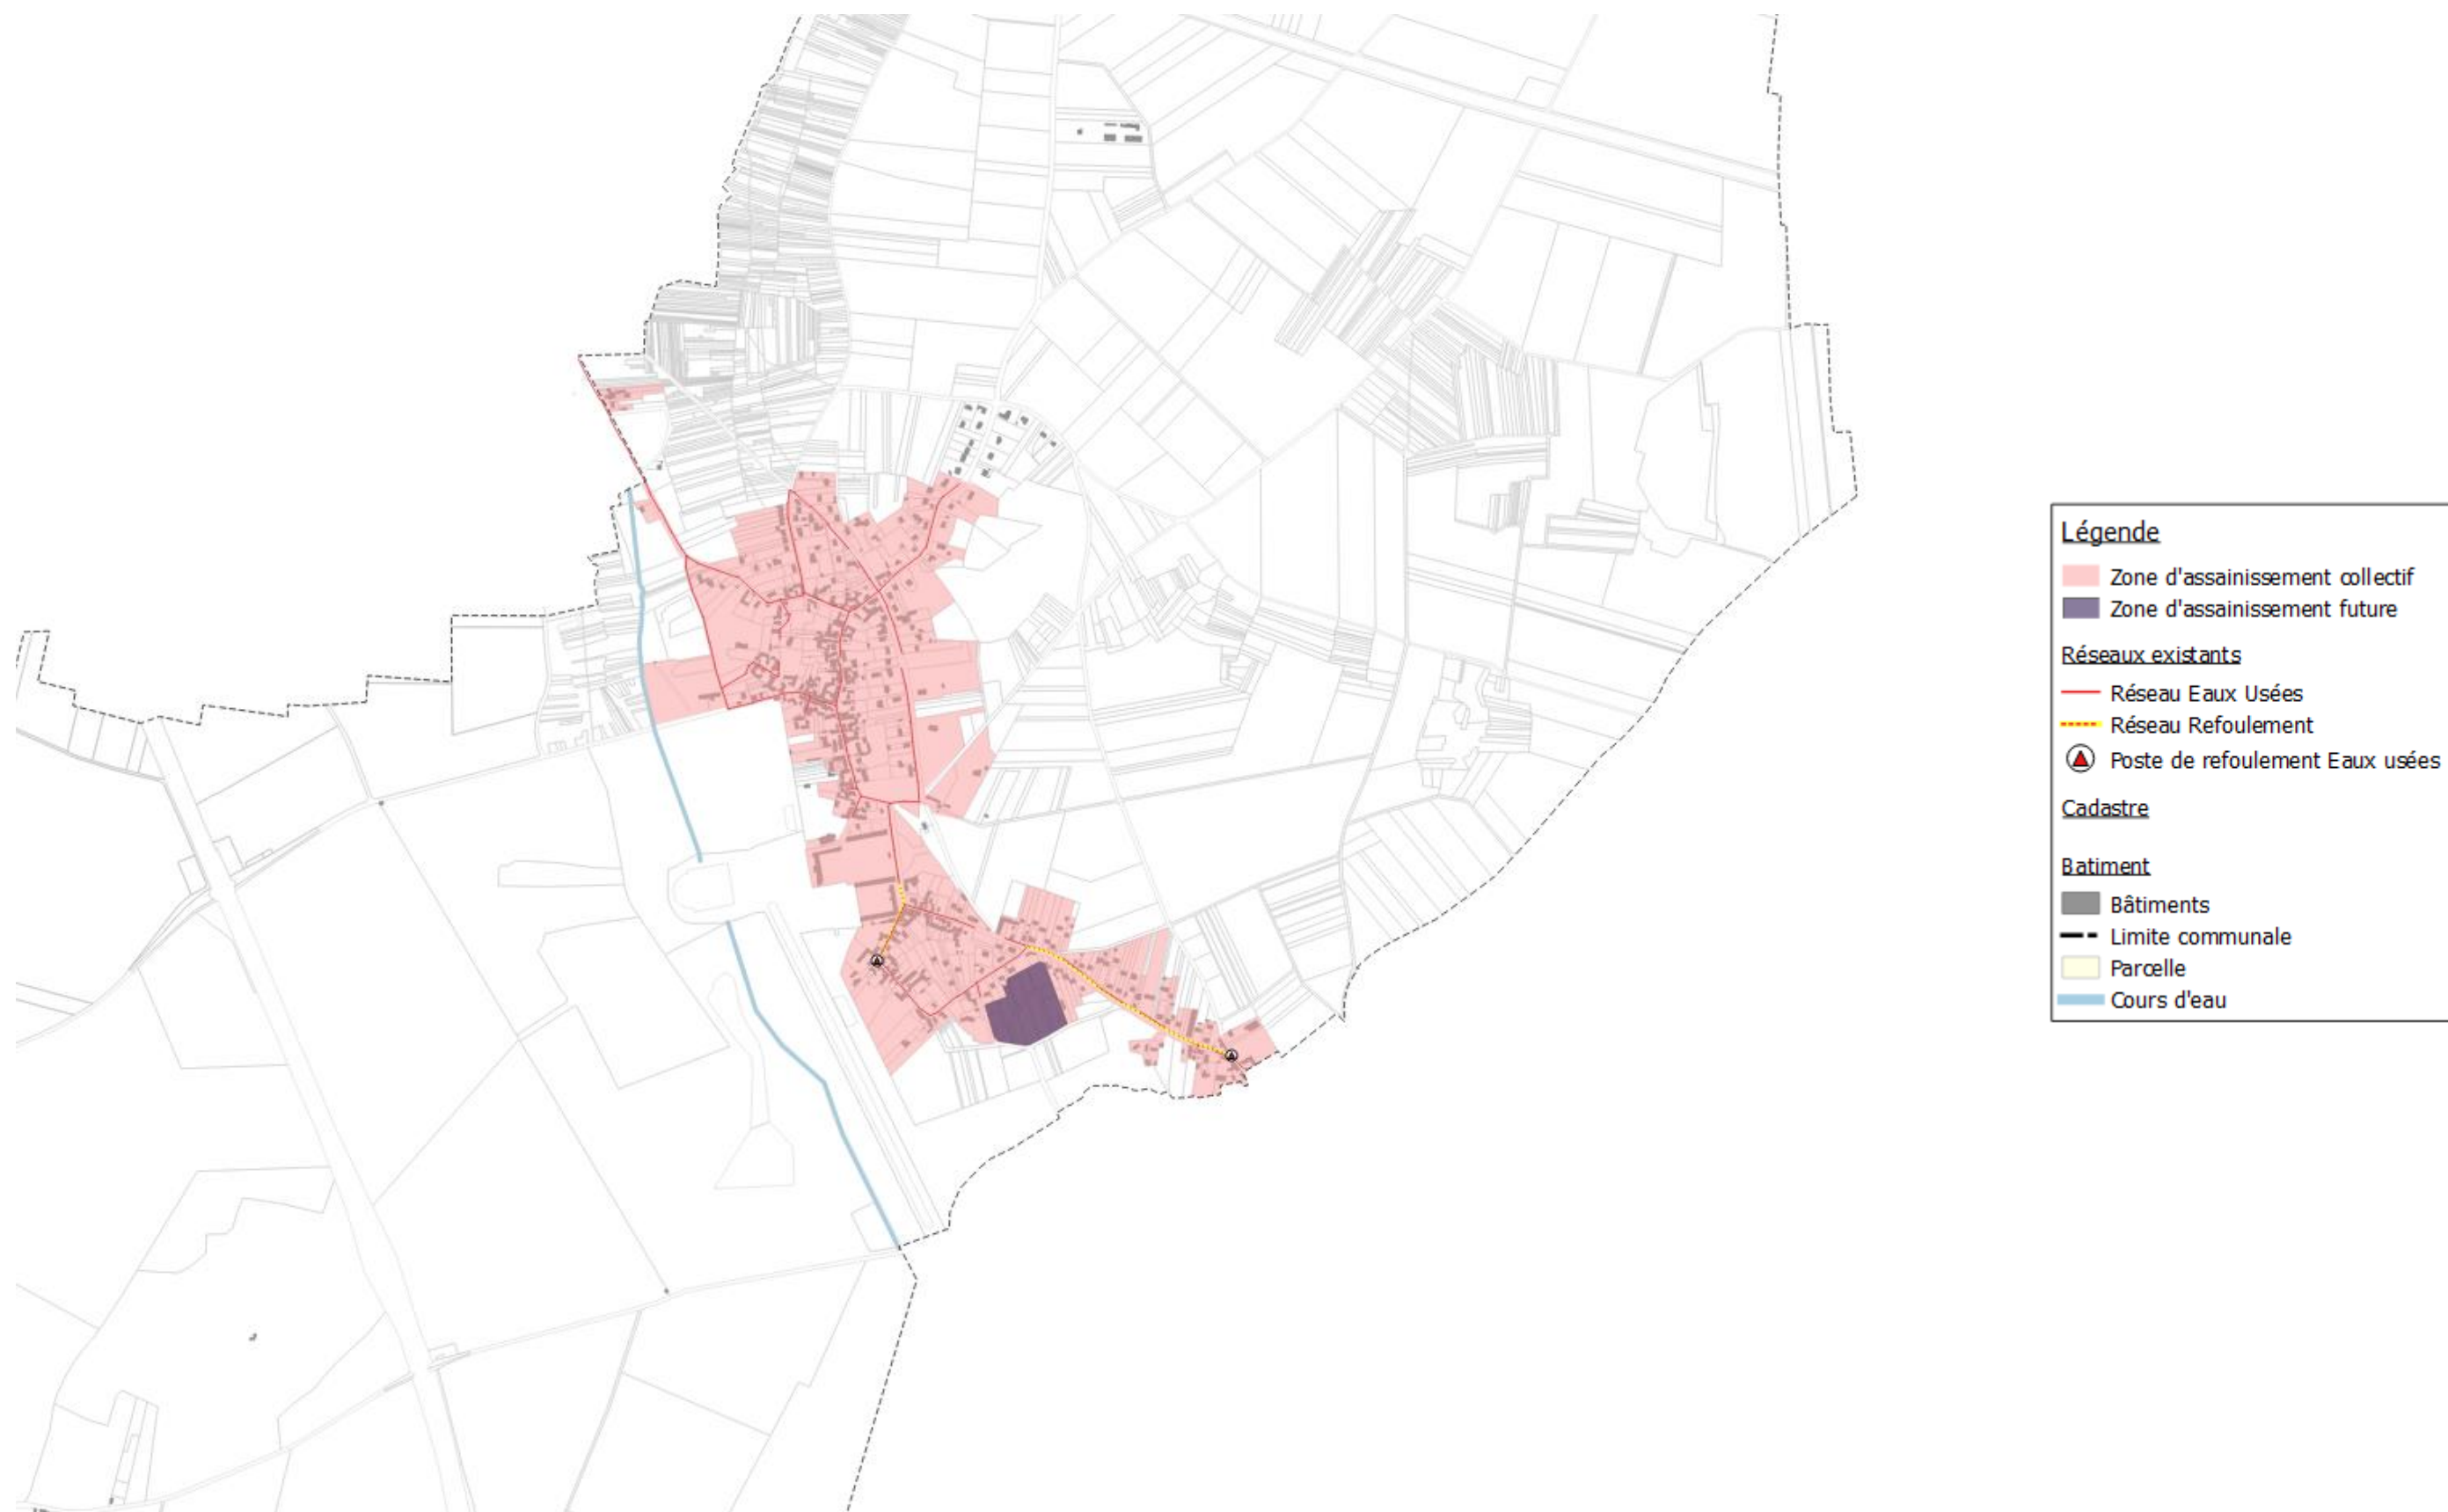 Légende
Zone d'assainissement collectif
Zone d'assainissement future
Réseaux existants
Réseau Eaux Usées
Réseau Refoulement
Poste de refoulement Eaux usées
Cadastre
Batiment
Bâtiments
Limite communale
Parcelle
Cours d'eau